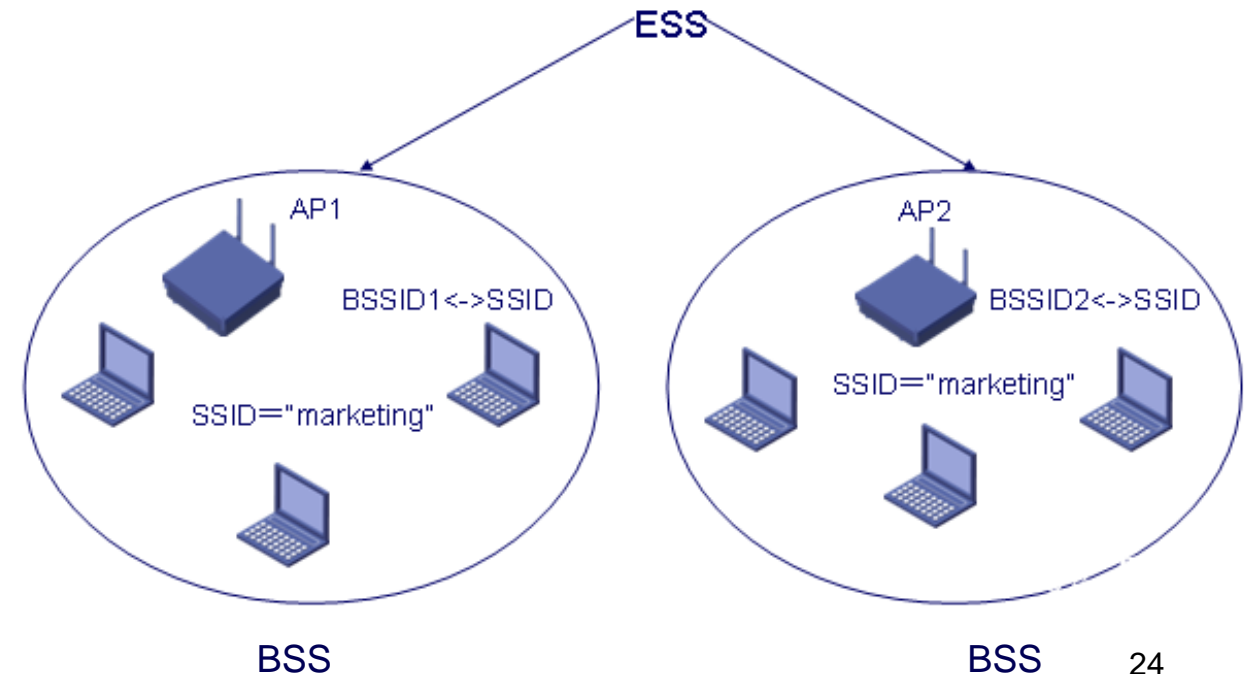 ESS
AP1
BSSID1<->SSID
SSID="marketing"
AP2
BSSID2<->SSID
SSID="marketing"
BSS
BSS
24